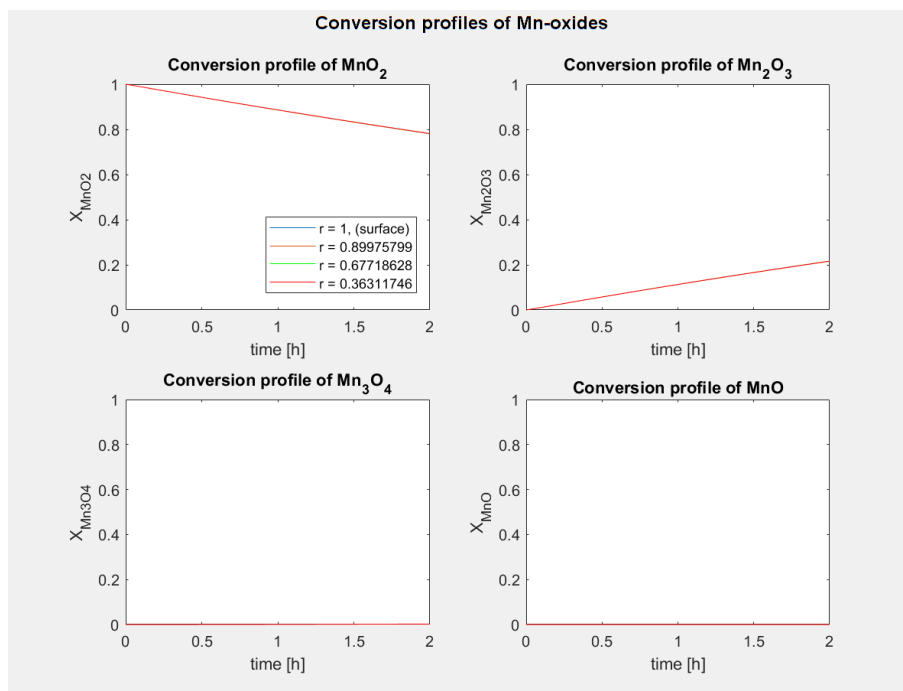 Conversion profiles of Mn-oxides
Conversion profile of MnO2
1
0.8
0.6
0.4
0.2
0
XMnO2
r = 1, (surface)
r = 0.89975799
r = 0.67718628
r = 0.36311746
0 0.5 1 1.5 2
time [h]
Conversion profile of Mn2O3
1
0.8
0.6
0.4
0.2
0
XMn2O3
0 0.5 1 1.5 2
time [h]
Conversion profile of Mn3O4
1
0.8
0.6
0.4
0.2
0
XMn3O4
0 0.5 1 1.5 2
time [h]
Conversion profile of MnO
1
0.8
0.6
0.4
0.2
0
XMnO
0 0.5 1 1.5 2
time [h]